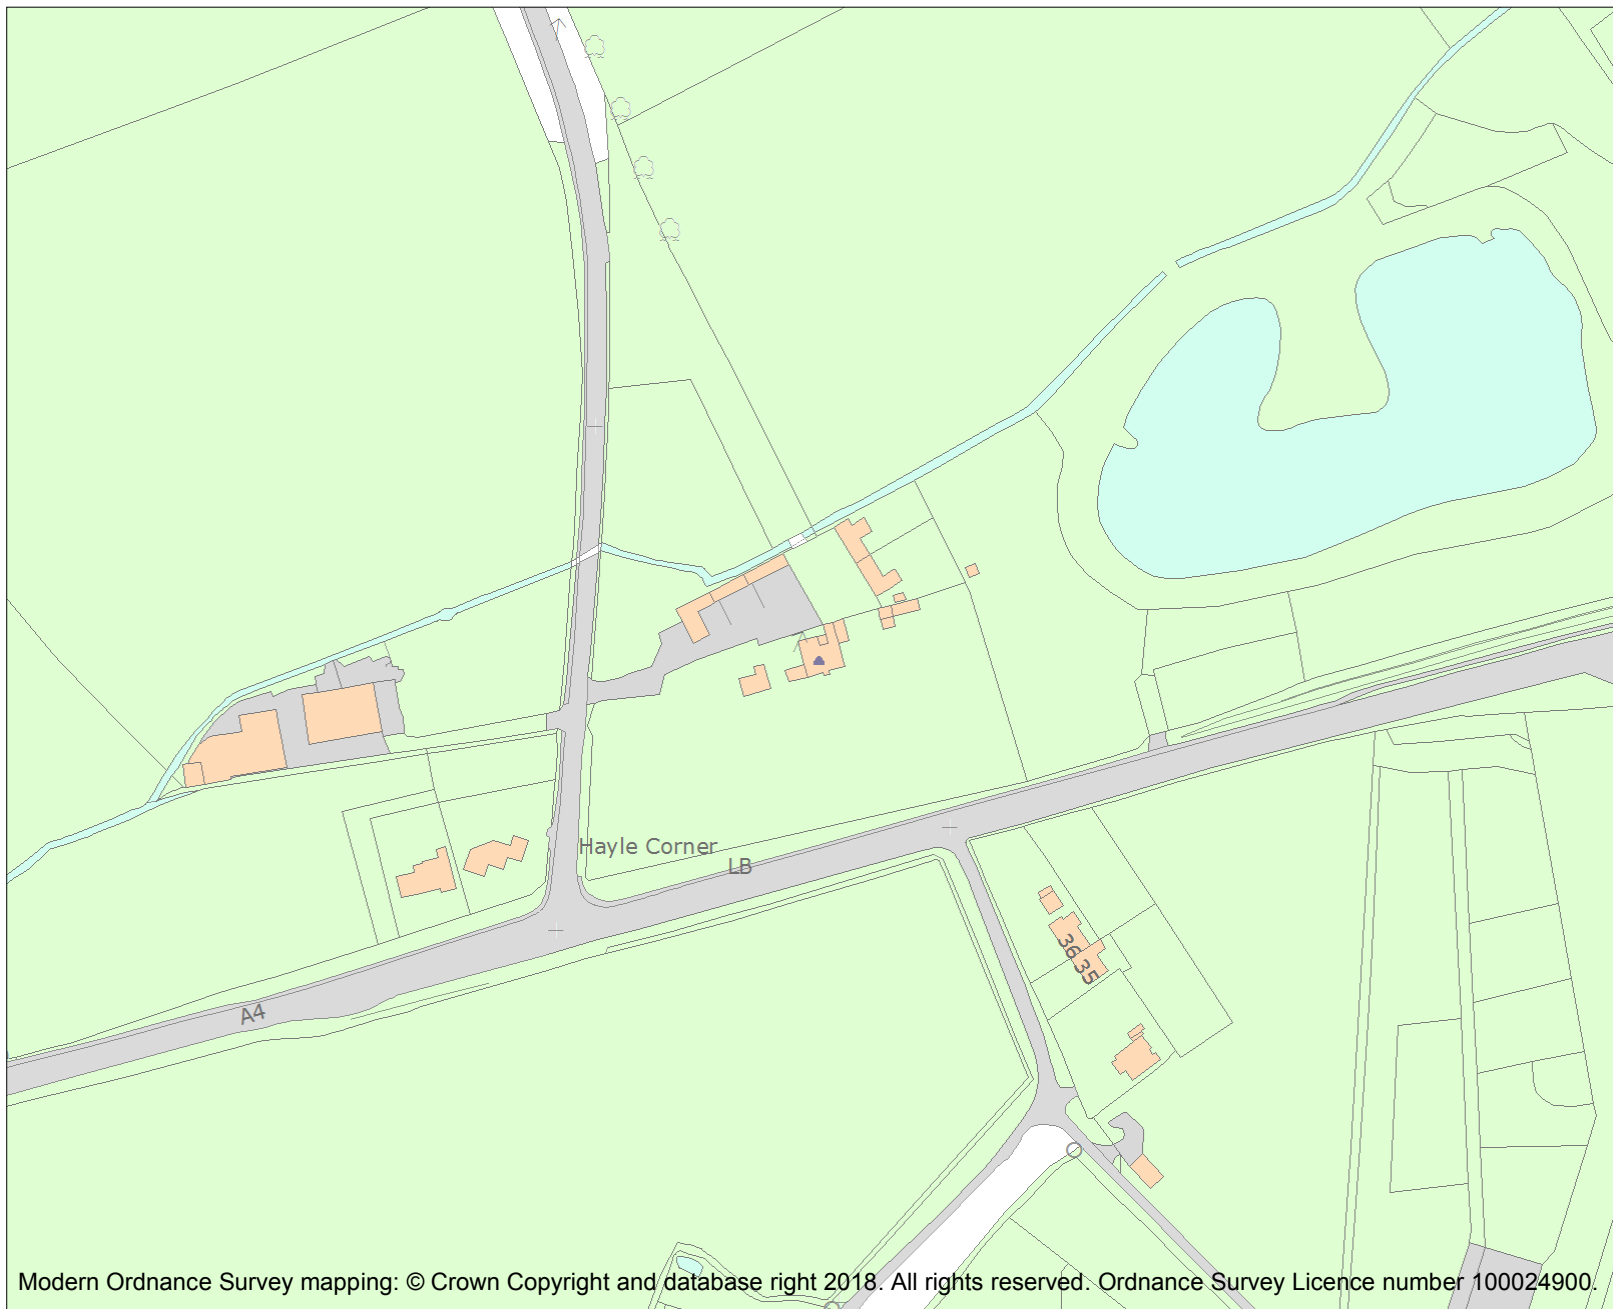 Hayle Corner
LB
36
35
A4
Modern Ordnance Survey mapping: © Crown Copyright and database right 2018. All rights reserved. Ordnance Survey Licence number 100024900.